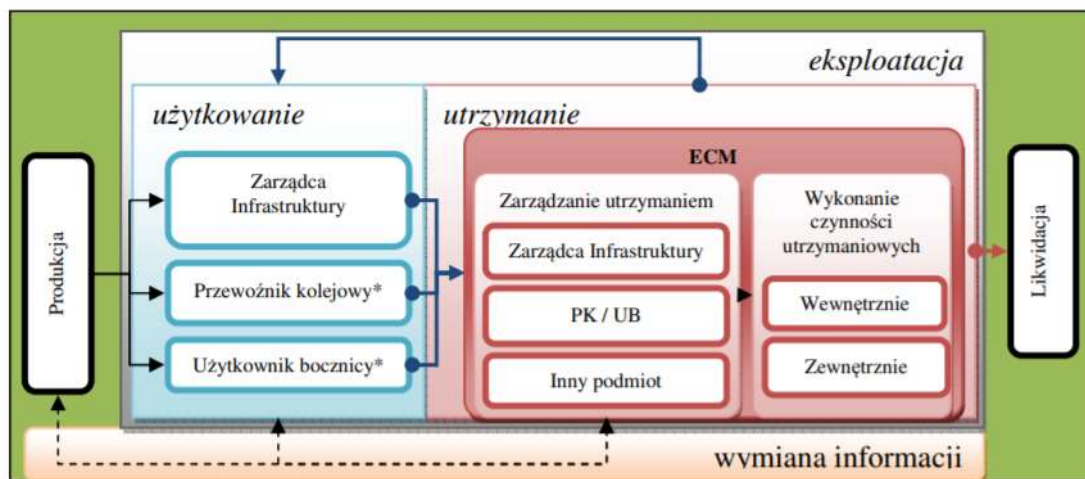 eksploatacja
użytkowanie
utrzymanie
ECM
Produkcja
Zarządca
Infrastruktury
Przewoźnik kolejowy*
Użytkownik bocznicy*
Zarządzanie utrzymaniem
Zarządca Infrastruktury
PK / UB
Inny podmiot
Wykonanie
czynności
utrzymaniowych
Wewnętrznie
Zewnętrznie
Likwidacja
wymiana informacji